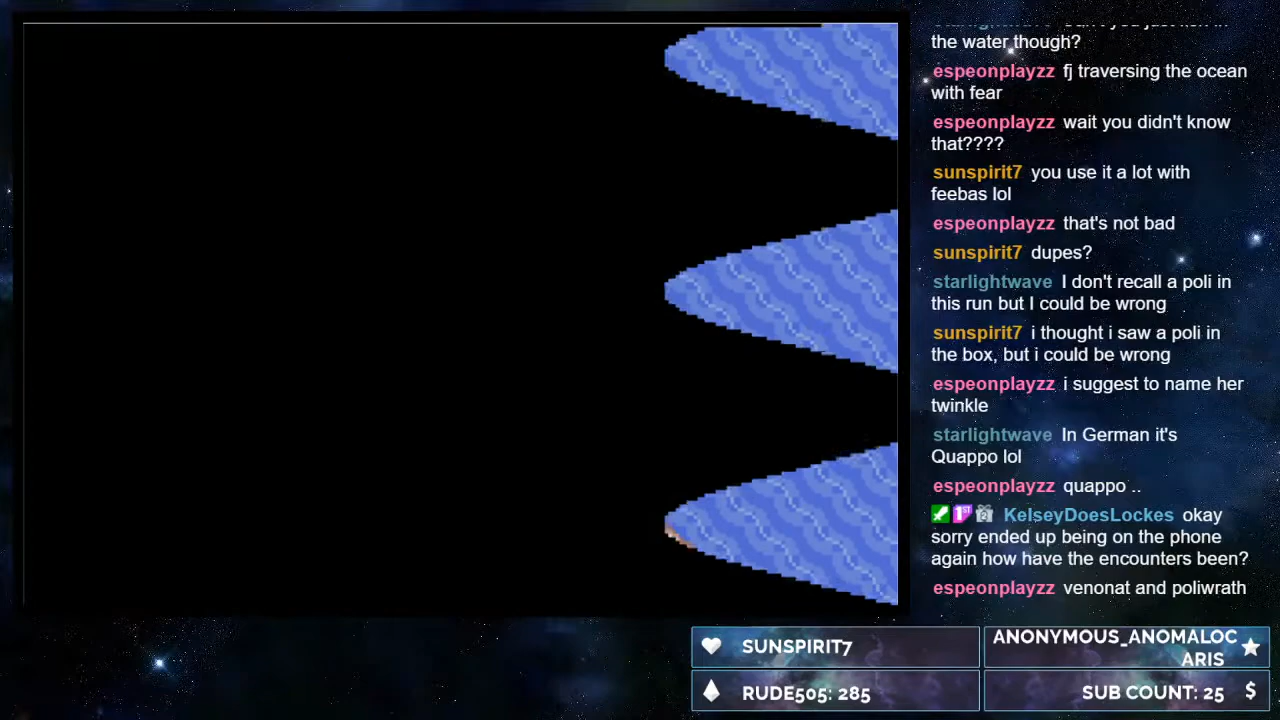 the water though?
espeonplayzz fj traversing the ocean
with fear
espeonplayzz wait you didn't know
that????
sunspirit7 you use it a lot with
feebas lol
espeonplayzz that's not bad
sunspirit7 dupes?
starlightwave I don't recall a poli in
this run but I could be wrong
sunspirit7 i thought i saw a poli in
the box, but i could be wrong
espeonplayzz i suggest to name her
twinkle
starlightwave In German it's
Quappo lol
espeonplayzz quappo ..
KelseyDoesLockes okay
sorry ended up being on the phone
again how have the encounters been?
espeonplayzz venonat and poliwrath
SUNSPIRIT7
ANONYMOUS_ANOMALOC
ARIS
RUDE505: 285
SUB COUNT: 25